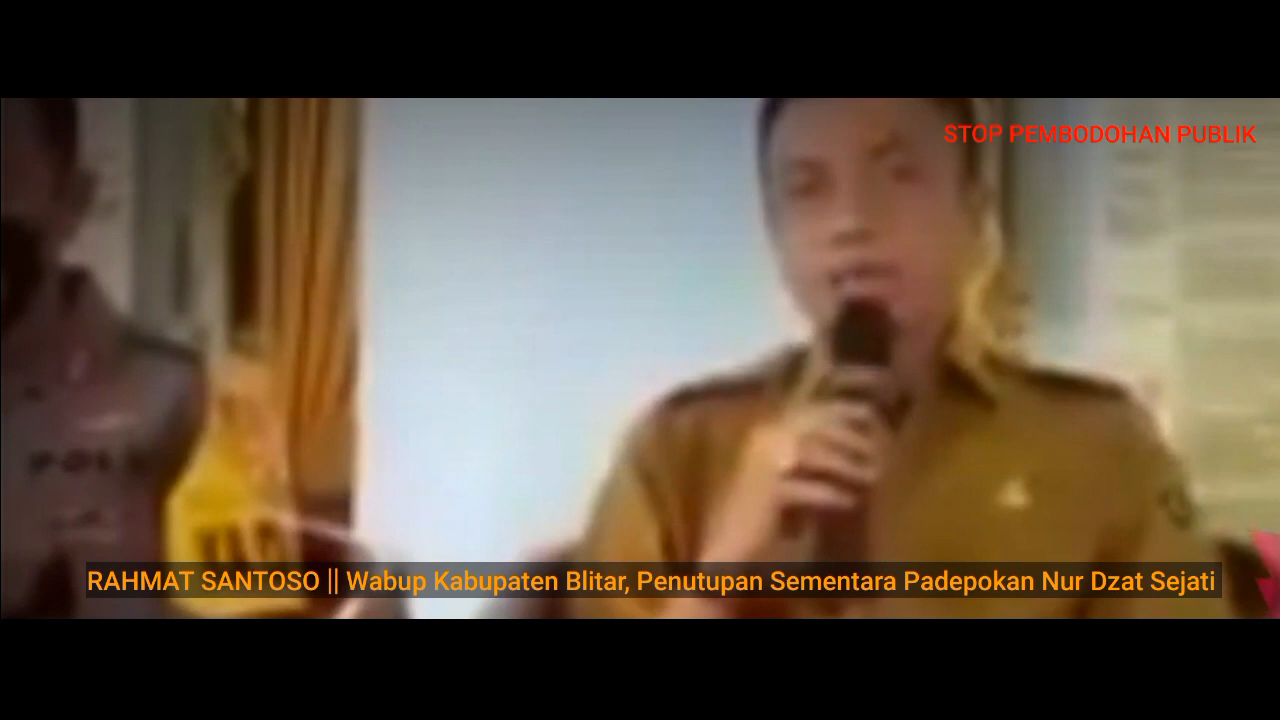 STOP PEMBODOHAN PUBLIK
RAHMAT SANTOSO || Wabup Kabupaten Blitar, Penutupan Sementara Padepokan Nur Dzat Sejati